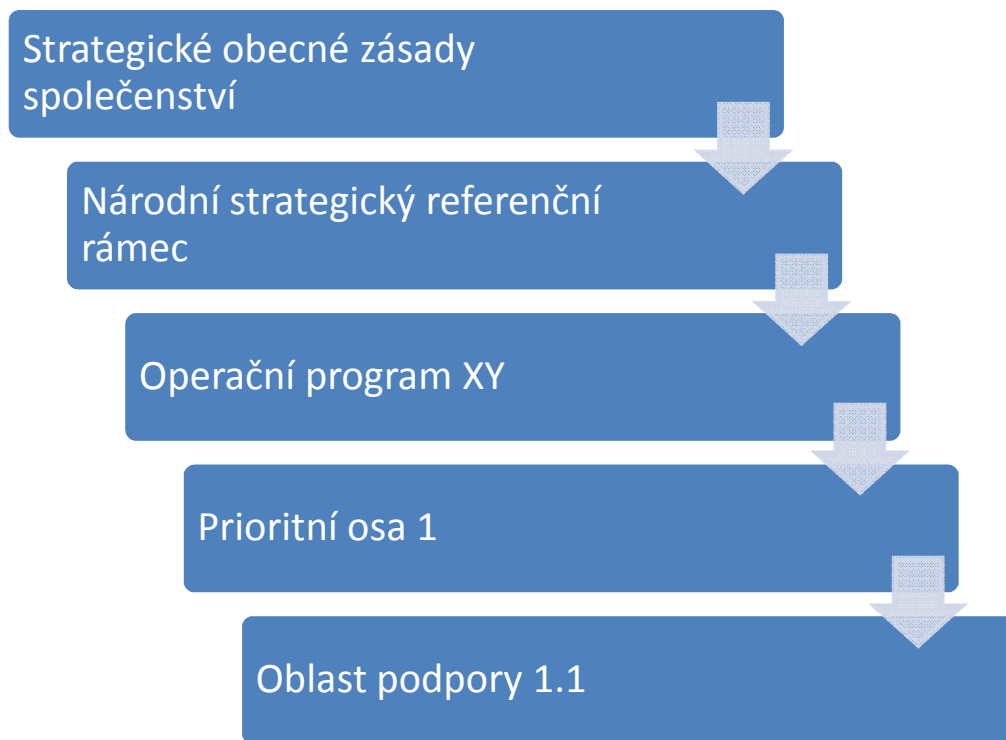 Strategické obecné zásady
společenství
Národní strategický referenční
rámec
Operační program XY
Prioritní osa 1
Oblast podpory 1.1